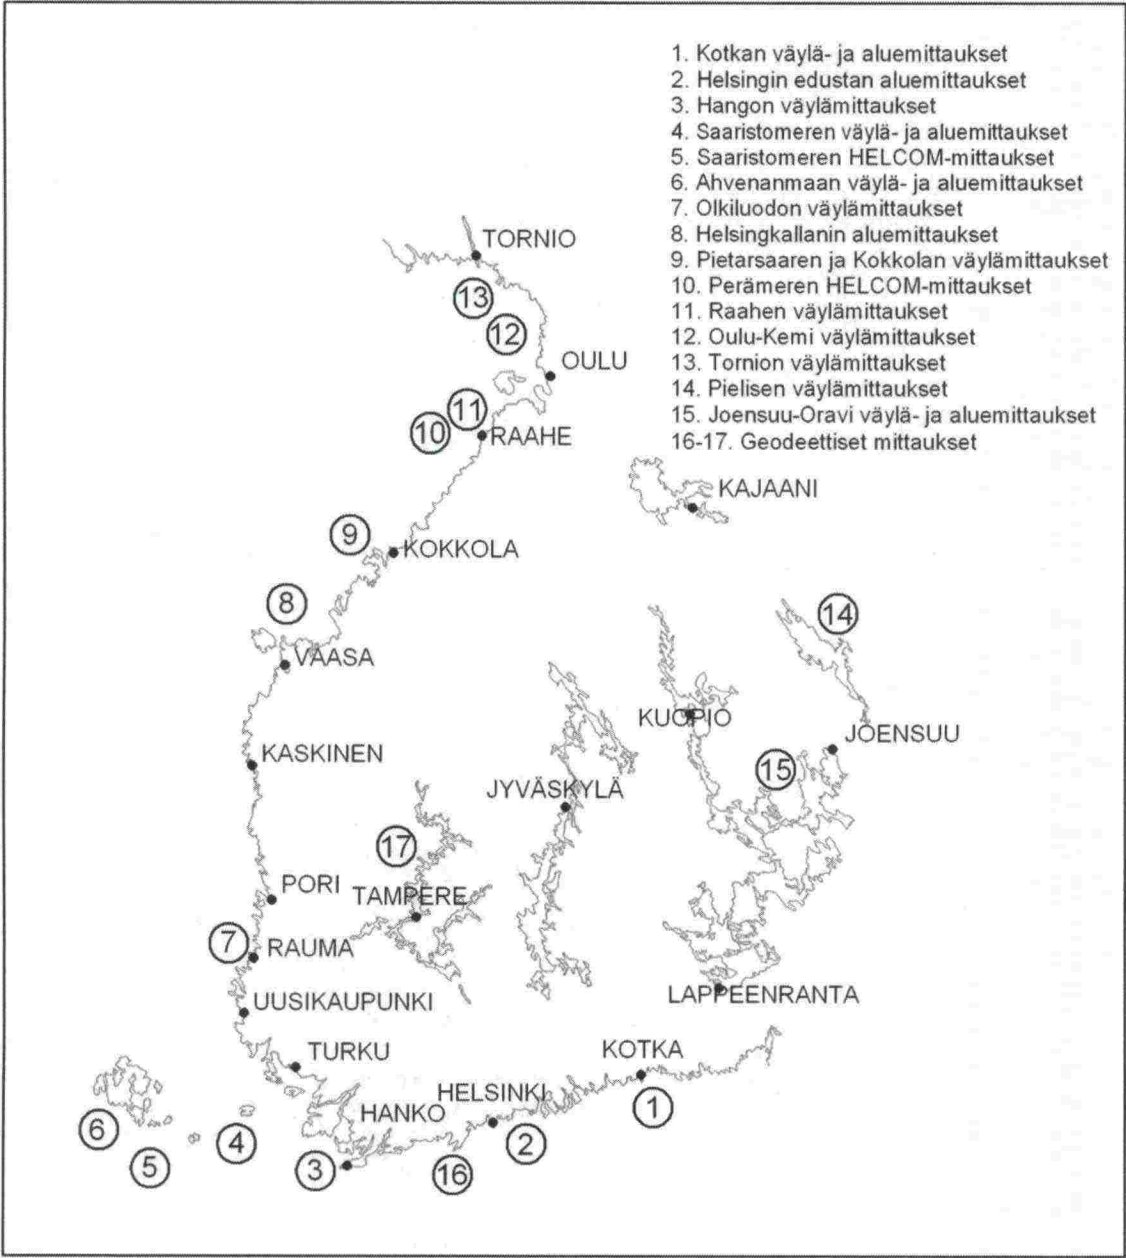 1. Kotkan väylä- ja aluemittaukset
2. Helsingin edustan aluemittaukset
3. Hangon väylämittaukset
4. Saaristomeren väylä- ja aluemittaukset
5. Saaristomeren HELCOM-mittaukset
6. Ahvenanmaan väylä- ja aluemittaukset
7. Olkiluodon väylämittaukset
8. Helsingkallanin aluemittaukset
9. Pietarsaaren ja Kokkolan väylämittaukset
10. Perämeren HELCOM-mittaukset
11. Raahen väylämittaukset
12. Oulu-Kemi väylämittaukset
13. Tornion väylämittaukset
14. Pielisen väylämittaukset
15. Joensuu-Oravi väylä- ja aluemittaukset
16-17. Geodeettiset mittaukset
TORNIO
13
12
OULU
11
10
RAAHE
KAJAANI
9
KOKKOLA
8
14
VAASA
KUOPIO
JOENSUU
KASKINEN
15
JYVÄSKYLÄ
17
PORI
TAMPERE
7
RAUMA
LAPPEENRANTA
UUSIKAUPUNKI
TURKU
KOTKA
HELSINKI
1
HANKO
6
4
2
5
3
16